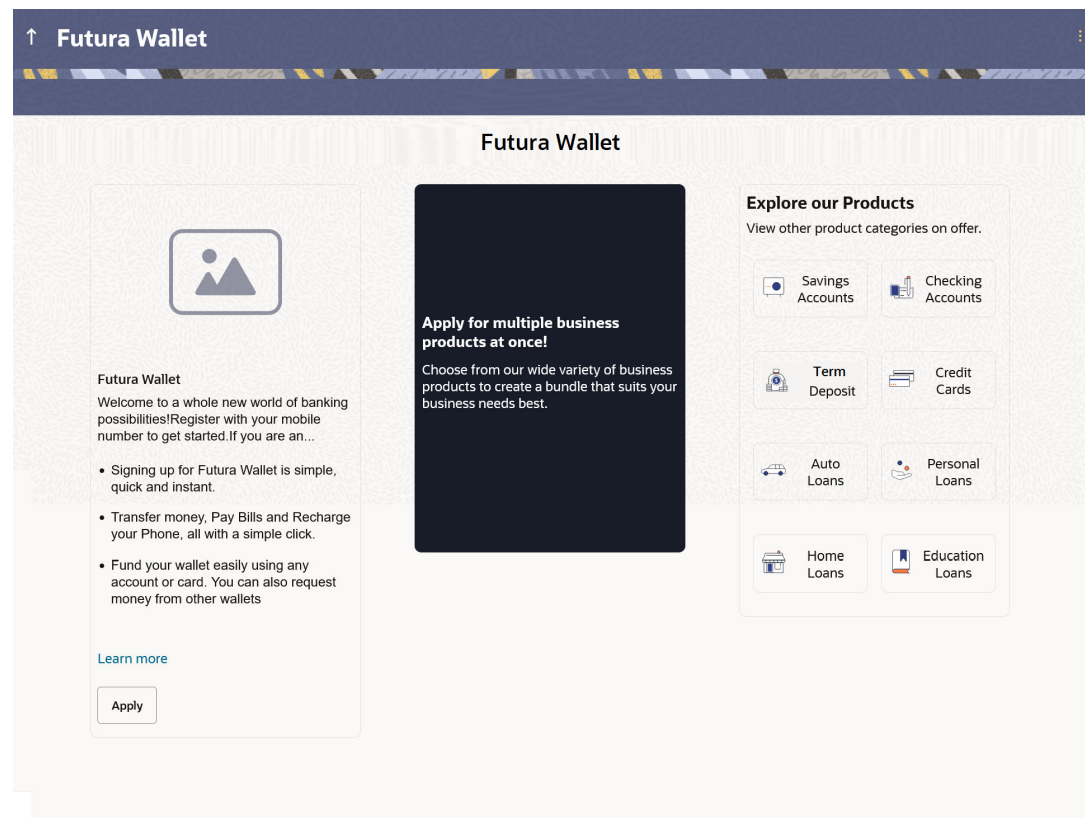 Futura Wallet
Futura Wallet
Futura Wallet
Welcome to a whole new world of banking
possibilities!Register with your mobile
number to get started.If you are an...
• Signing up for Futura Wallet is simple,
quick and instant.
• Transfer money, Pay Bills and Recharge
your Phone, all with a simple click.
• Fund your wallet easily using any
account or card. You can also request
money from other wallets
Learn more
Apply
Apply for multiple business
products at once!
Choose from our wide variety of business
products to create a bundle that suits your
business needs best.
Explore our Products
View other product categories on offer.
Savings
Accounts
Checking
Accounts
Term
Deposit
Credit
Cards
Auto
Loans
Personal
Loans
Home
Loans
Education
Loans